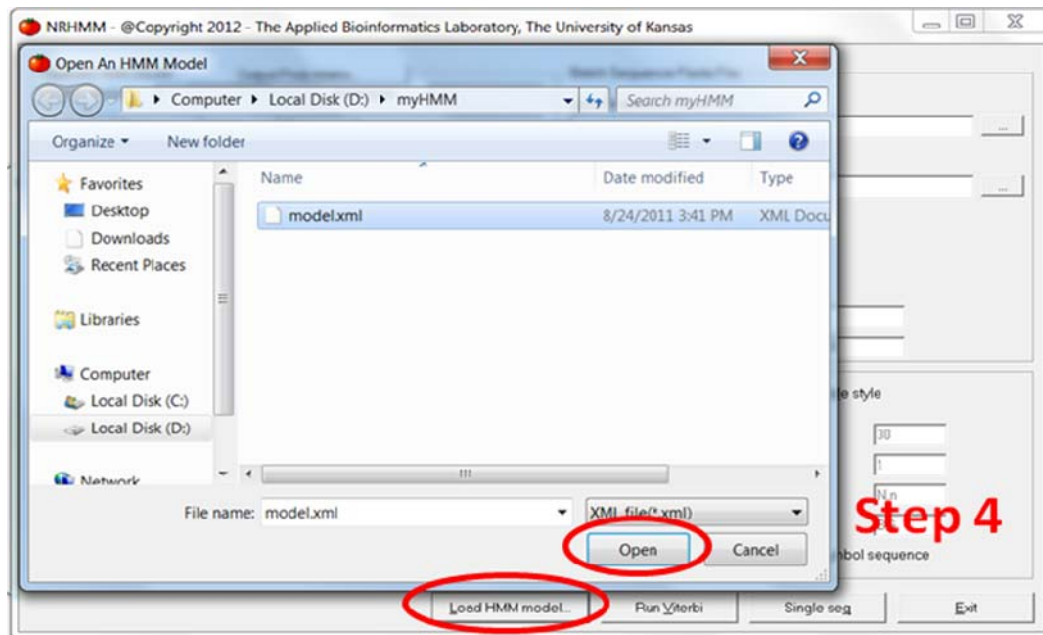 NRHMM - @Copyright 2012 - The Applied Bioinformatics Laboratory, The University of Kansas
Open An HMM Model
Computer ▸ Local Disk (D:) ▸ myHMM
Search myHMM
Organize
New folder
Favorites
Desktop
Downloads
Recent Places
Libraries
Computer
Local Disk (C:)
Local Disk (D:)
Network
Name
Date modified
Type
model.xml
8/24/2011 3:41 PM
XML Docu
File name: model.xml
XML file(*.xml)
Open
Cancel
...
...
style
30
1
N,n
Step 4
bol sequence
Load HMM model...
Run Viterbi
Single seq
Exit